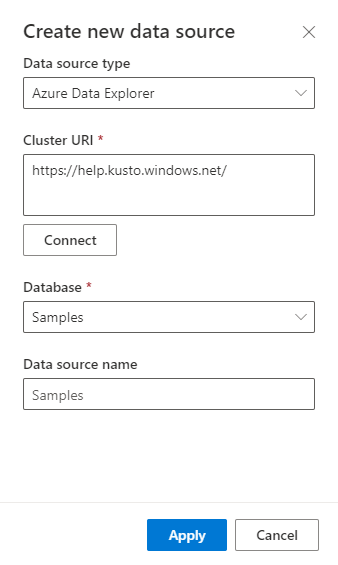 Create new data source
Data source type
Azure Data Explorer
Cluster URI *
https://help.kusto.windows.net/
Connect
Database *
Samples
Data source name
Samples
Apply
Cancel